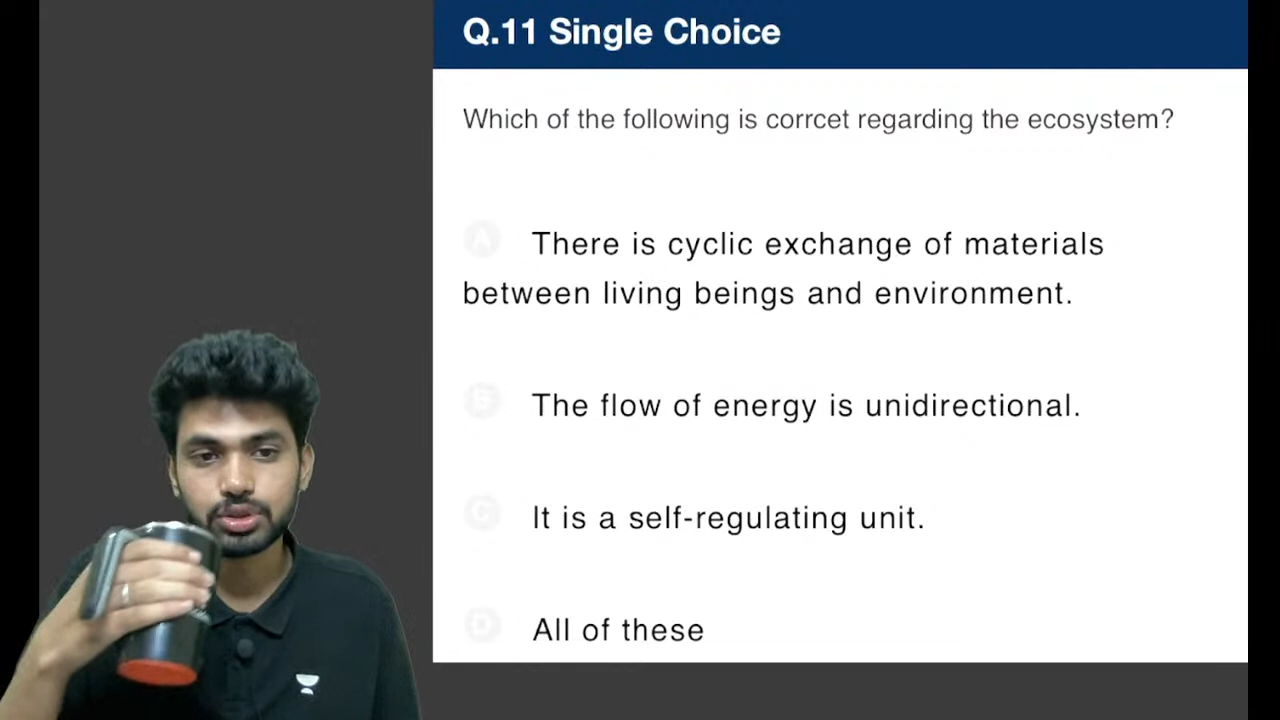 Q.11 Single Choice
Which of the following is corrcet regarding the ecosystem?
A There is cyclic exchange of materials
between living beings and environment.
B The flow of energy is unidirectional.
C It is a self-regulating unit.
D All of these